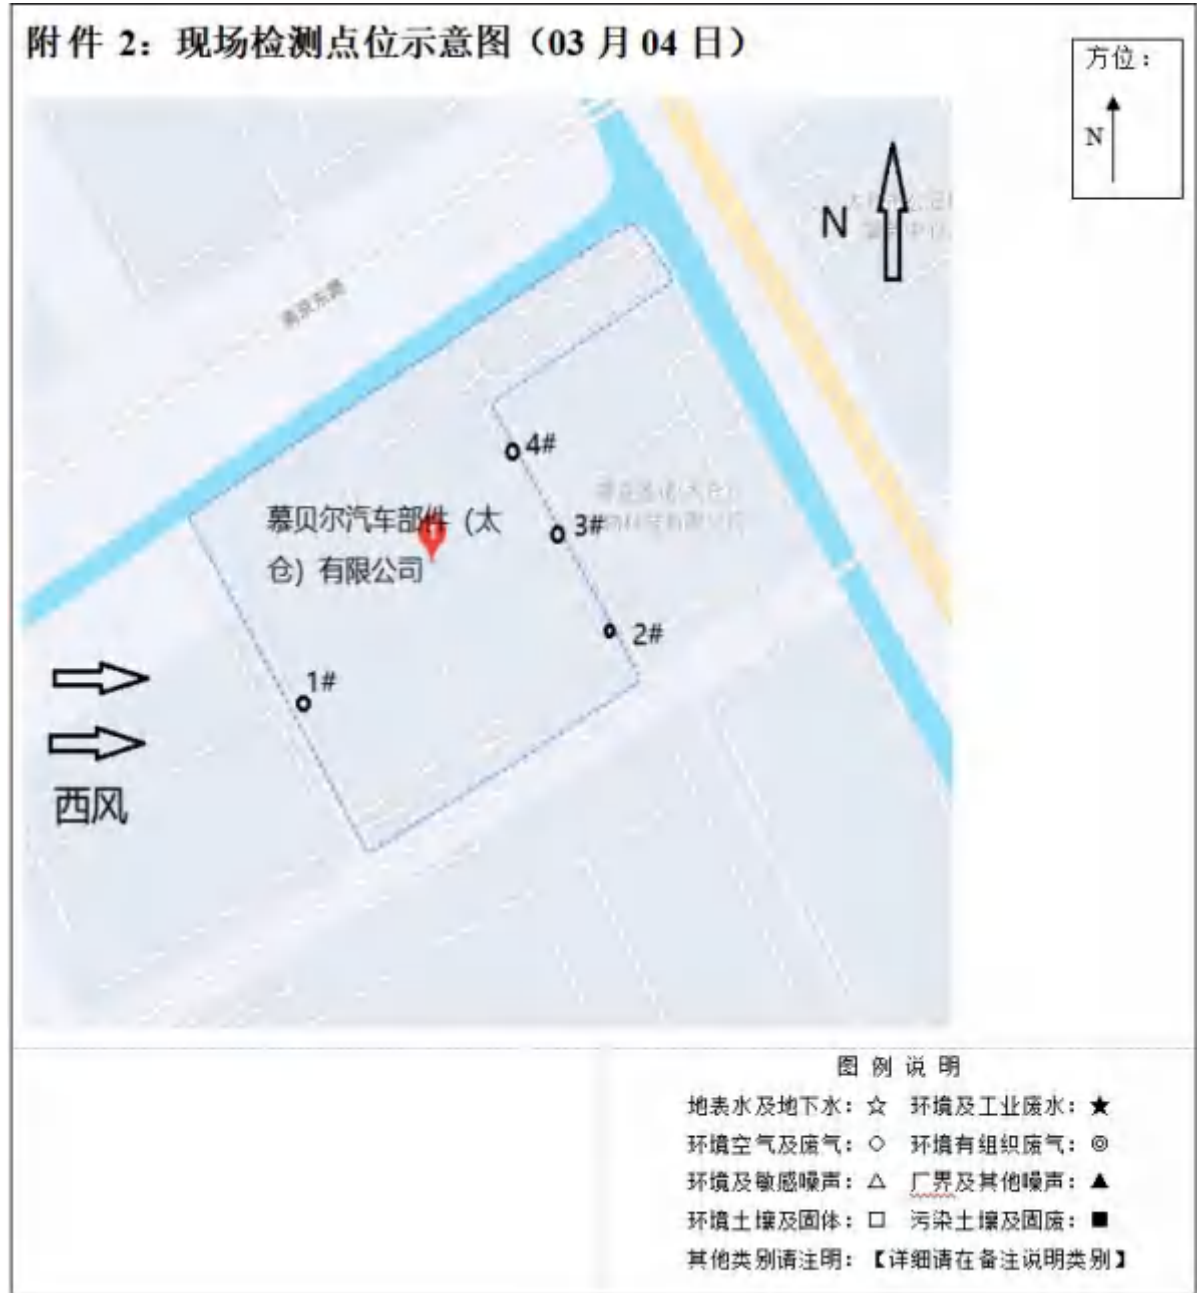 附件 2：现场检测点位示意图（03 月 04 日）
方位：
N
N
4#
慕贝尔汽车部件（太
仓）有限公司
3#
2#
1#
西风
图 例 说 明
地表水及地下水：☆ 环境及工业废水：★
环境空气及废气：○ 环境有组织废气：◎
环境及敏感噪声：△ 厂界及其他噪声：▲
环境土壤及固体：□ 污染土壤及固废：■
其他类别请注明：【详细请在备注说明类别】